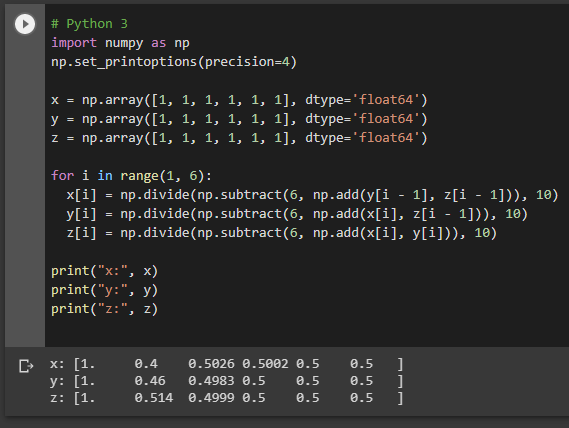 # Python 3
import numpy as np
np.set_printoptions(precision=4)

x = np.array([1, 1, 1, 1, 1, 1], dtype='float64')
y = np.array([1, 1, 1, 1, 1, 1], dtype='float64')
z = np.array([1, 1, 1, 1, 1, 1], dtype='float64')

for i in range(1, 6):
  x[i] = np.divide(np.subtract(6, np.add(y[i - 1], z[i - 1])), 10)
  y[i] = np.divide(np.subtract(6, np.add(x[i], z[i - 1])), 10)
  z[i] = np.divide(np.subtract(6, np.add(x[i], y[i])), 10)

print("x:", x)
print("y:", y)
print("z:", z)

x: [1.     0.4    0.5026 0.5002 0.5    0.5   ]
y: [1.     0.46   0.4983 0.5    0.5    0.5   ]
z: [1.     0.514  0.4999 0.5    0.5    0.5   ]